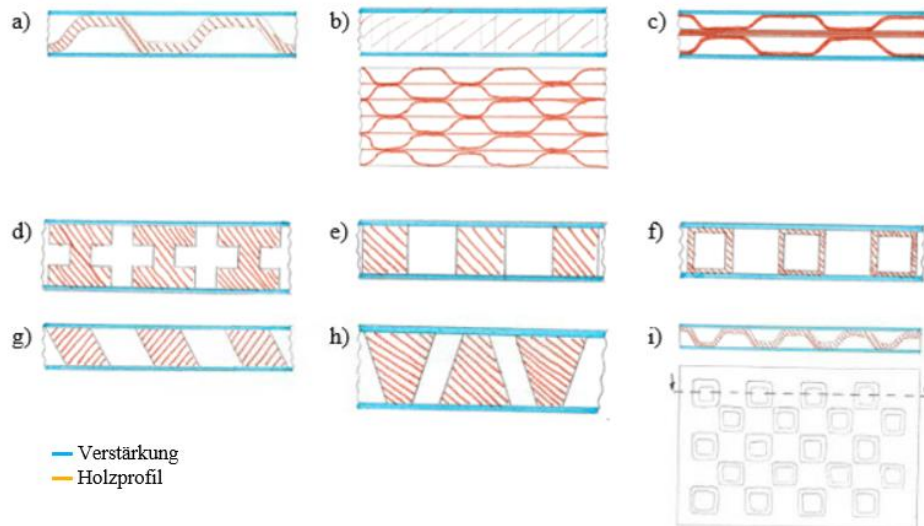 a)
b)
c)
d)
e)
f)
g)
h)
i)
Verstärkung
Holzprofil